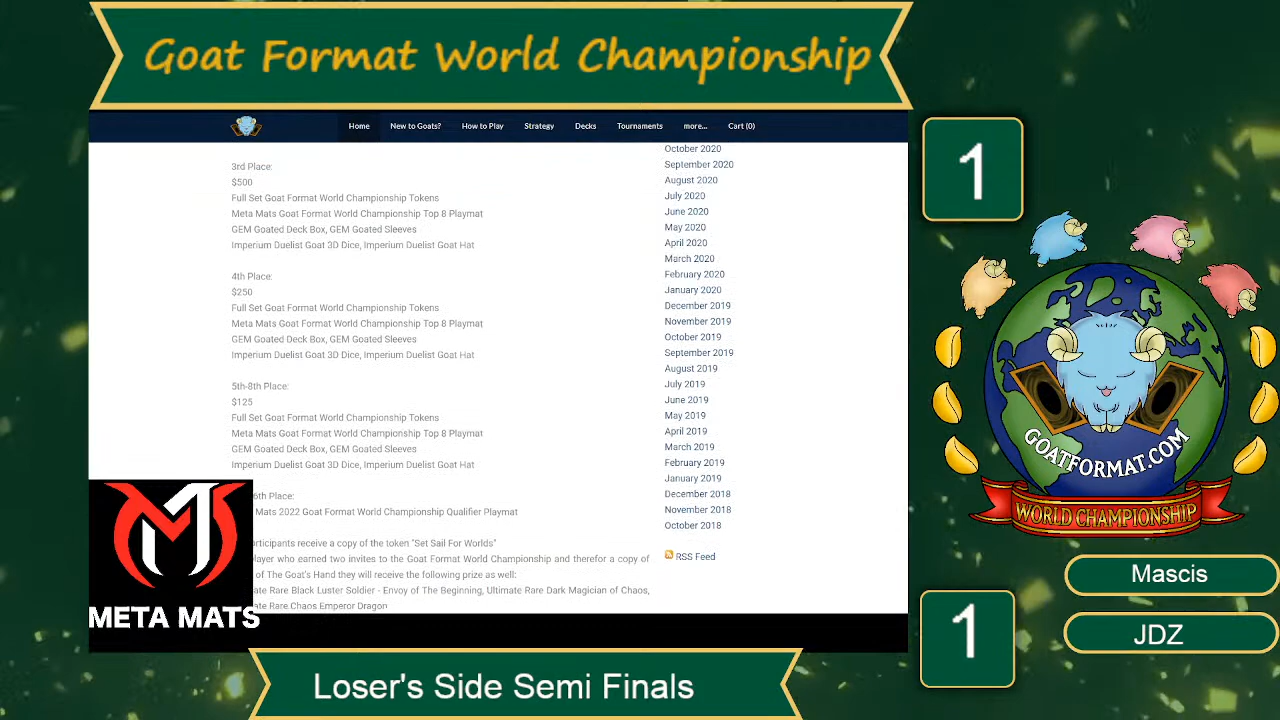 Goat Format World Championship
Home New to Goats? How to Play Strategy Decks Tournaments more... Cart (0)
3rd Place:
$500
Full Set Goat Format World Championship Tokens
Meta Mats Goat Format World Championship Top 8 Playmat
GEM Goated Deck Box, GEM Goated Sleeves
Imperium Duelist Goat 3D Dice, Imperium Duelist Goat Hat
4th Place:
$250
Full Set Goat Format World Championship Tokens
Meta Mats Goat Format World Championship Top 8 Playmat
GEM Goated Deck Box, GEM Goated Sleeves
Imperium Duelist Goat 3D Dice, Imperium Duelist Goat Hat
5th-8th Place:
$125
Full Set Goat Format World Championship Tokens
Meta Mats Goat Format World Championship Top 8 Playmat
GEM Goated Deck Box, GEM Goated Sleeves
Imperium Duelist Goat 3D Dice, Imperium Duelist Goat Hat
6th Place:
Mats 2022 Goat Format World Championship Qualifier Playmat
receive a copy of the token "Set Sail For Worlds"
who earned two invites to the Goat Format World Championship and therefor a copy of
of The Goat's Hand they will receive the following prize as well:
Rare Black Luster Soldier - Envoy of The Beginning, Ultimate Rare Dark Magician of Chaos,
Rare Chaos Emperor Dragon
October 2020
September 2020
August 2020
July 2020
June 2020
May 2020
April 2020
March 2020
February 2020
January 2020
December 2019
November 2019
October 2019
September 2019
August 2019
July 2019
June 2019
May 2019
April 2019
March 2019
February 2019
January 2019
December 2018
November 2018
October 2018
RSS Feed
META MATS
1
GOATFORMAT.COM
WORLD CHAMPIONSHIP
Mascis
JDZ
1
Loser's Side Semi Finals